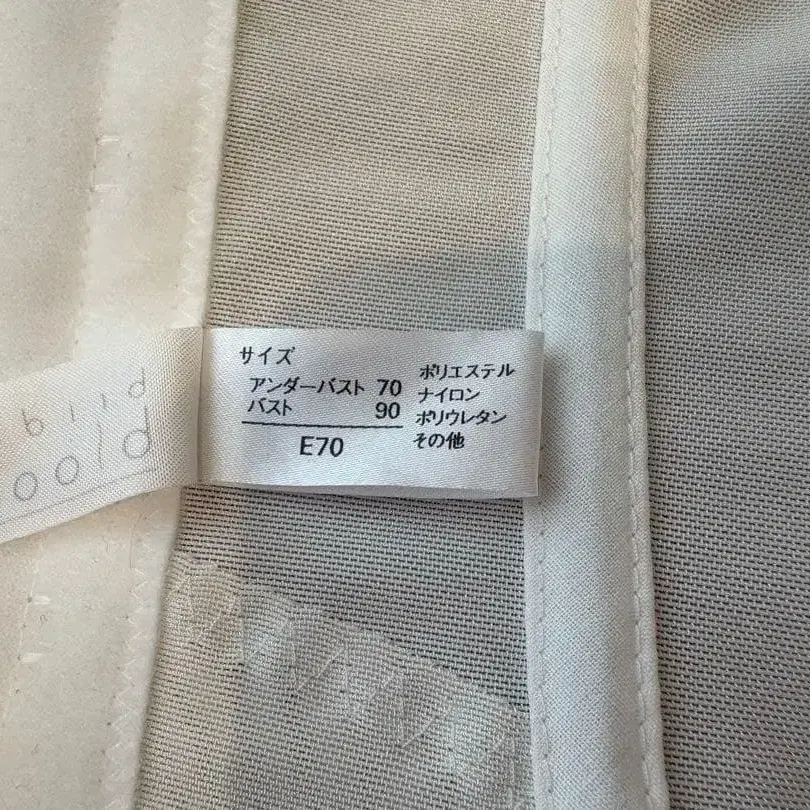 サイズ
アンダーバスト 70
バスト 90
E70
ポリエステル
ナイロン
ポリウレタン
その他